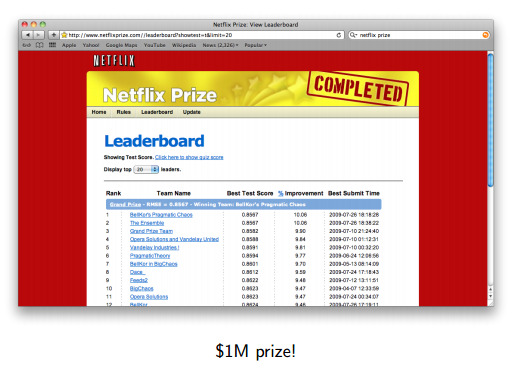 Netflix Prize: View Leaderboard
http://www.netflixprize.com//leaderboard?showtest=t&limit=20
netflix prize
Apple Yahoo! Google Maps YouTube Wikipedia News (2,326) Popular
NETFLIX
Netflix Prize
COMPLETED
Home Rules Leaderboard Update
Leaderboard
Showing Test Score. Click here to show quiz score
Display top 20 leaders.
Rank Team Name Best Test Score % Improvement Best Submit Time
Grand Prize - RMSE = 0.8567 - Winning Team: BellKor's Pragmatic Chaos
1 BellKor's Pragmatic Chaos 0.8567 10.06 2009-07-26 18:18:28
2 The Ensemble 0.8567 10.06 2009-07-26 18:38:22
3 Grand Prize Team 0.8582 9.90 2009-07-10 21:24:40
4 Opera Solutions and Vandelay United 0.8588 9.84 2009-07-10 01:12:31
5 Vandelay Industries ! 0.8591 9.81 2009-07-10 00:32:20
6 PragmaticTheory 0.8594 9.77 2009-06-24 12:06:56
7 BellKor in BigChaos 0.8601 9.70 2009-05-13 08:14:09
8 Dace_ 0.8612 9.59 2009-07-24 17:18:43
9 Feeds2 0.8622 9.48 2009-07-12 13:11:51
10 BigChaos 0.8623 9.47 2009-04-07 12:33:59
11 Opera Solutions 0.8623 9.47 2009-07-24 00:34:07
12 BellKor 0.8624 9.46 2009-07-26 17:19:11
$1M prize!